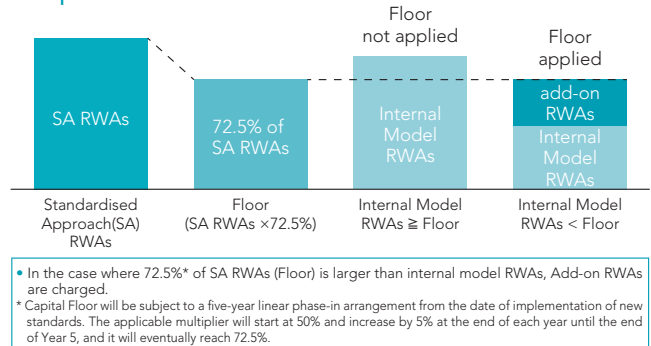 Floor
not applied
Floor
applied
SA RWAs
72.5% of
SA RWAs
Internal
Model
RWAs
add-on
RWAs
Internal
Model
RWAs
Standardised
Approach(SA)
RWAs
Floor
(SA RWAs ×72.5%)
Internal Model
RWAs ≧ Floor
Internal Model
RWAs < Floor
• In the case where 72.5%* of SA RWAs (Floor) is larger than internal model RWAs, Add-on RWAs
are charged.
* Capital Floor will be subject to a five-year linear phase-in arrangement from the date of implementation of new
standards. The applicable multiplier will start at 50% and increase by 5% at the end of each year until the end
of Year 5, and it will eventually reach 72.5%.